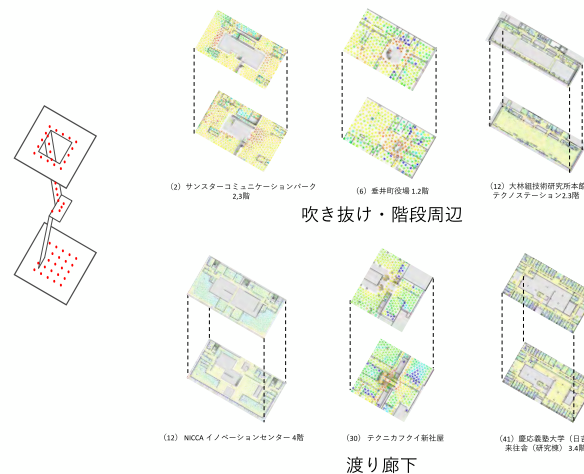 (2) サンスターコミュニケーションパーク
2,3階
(6) 垂井町役場 1.2階
(12) 大林組技術研究所本館
テクノステーション2.3階
吹き抜け・階段周辺
(12) NICCA イノベーションセンター 4階
(30) テクニカフクイ新社屋
(41) 慶応義塾大学 (日吉
来往舎 (研究棟) 3.4階
渡り廊下